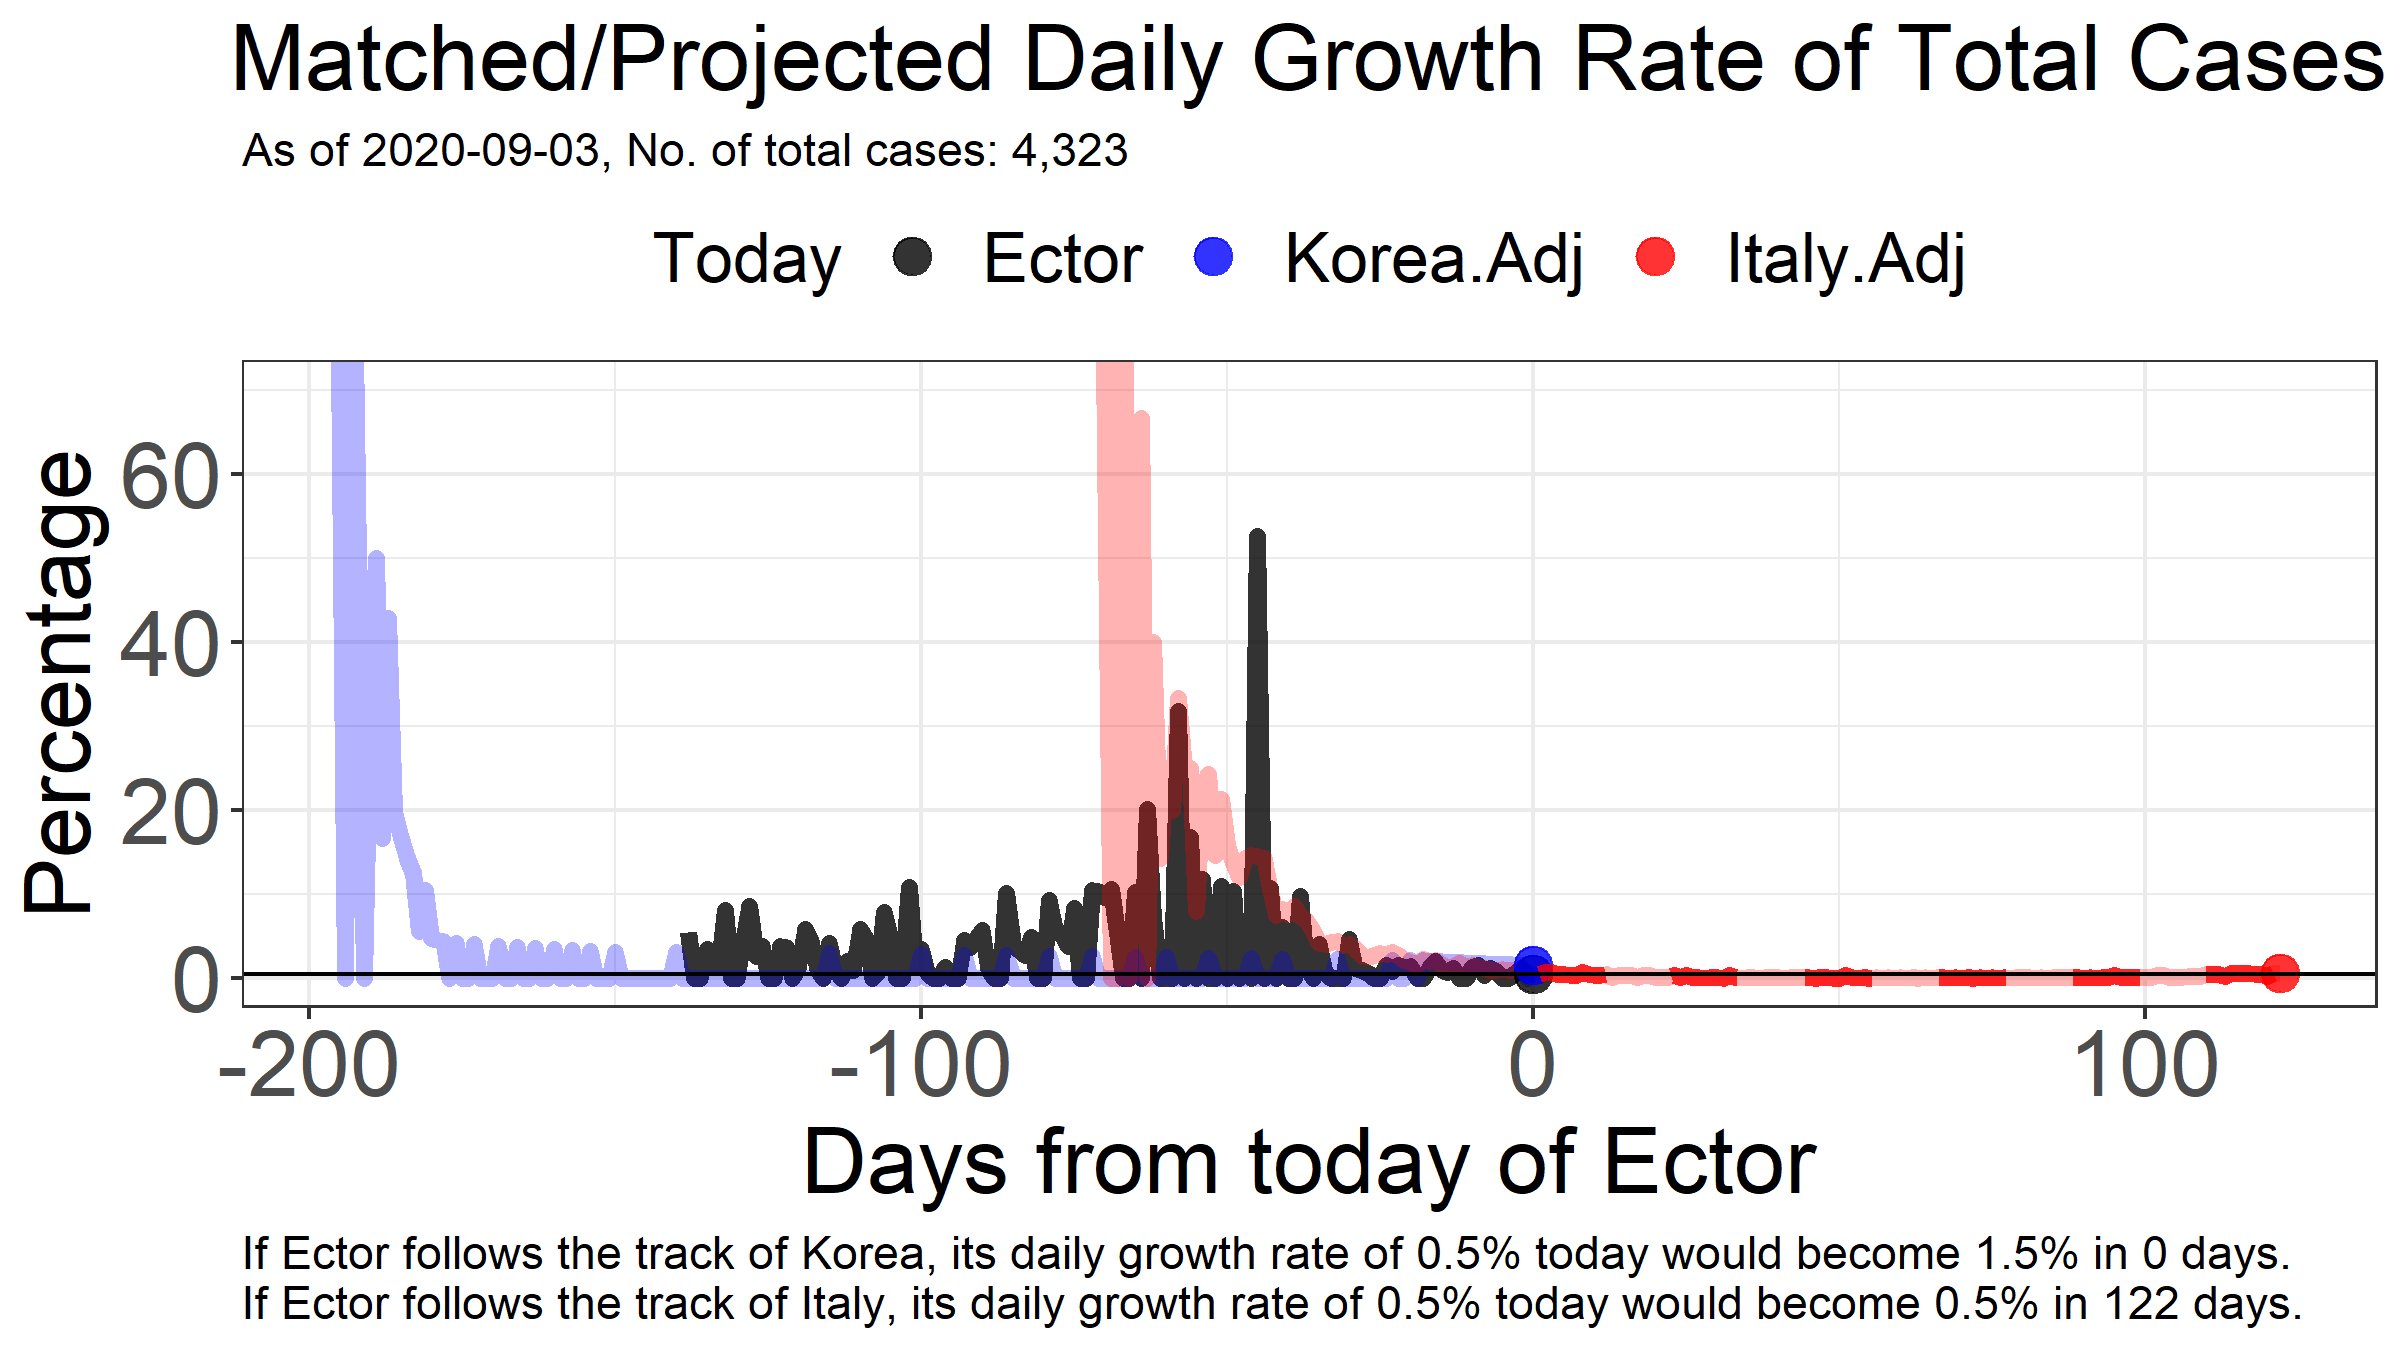 Matched/Projected Daily Growth Rate of Total Cases
As of 2020-09-03, No. of total cases: 4,323
Today Ector Korea.Adj Italy.Adj
Percentage
60
40
20
0
-200 -100 0 100
Days from today of Ector
If Ector follows the track of Korea, its daily growth rate of 0.5% today would become 1.5% in 0 days.
If Ector follows the track of Italy, its daily growth rate of 0.5% today would become 0.5% in 122 days.